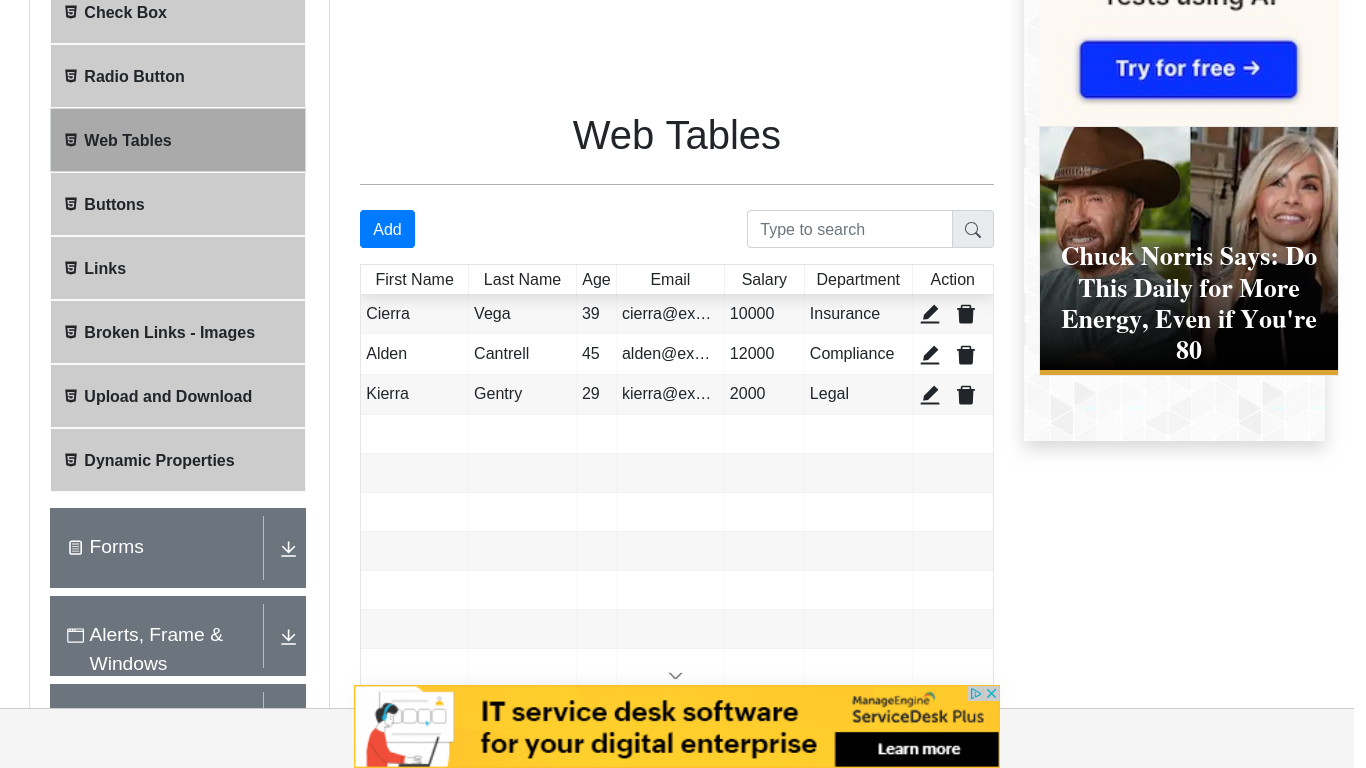 Check Box
Radio Button
Web Tables
Buttons
Links
Broken Links - Images
Upload and Download
Dynamic Properties
Forms
Alerts, Frame &
Windows
Web Tables
Add
Type to search
First Name Last Name Age Email Salary Department Action
Cierra Vega 39 cierra@ex… 10000 Insurance
Alden Cantrell 45 alden@ex… 12000 Compliance
Kierra Gentry 29 kierra@ex… 2000 Legal
Tests using AI
Try for free →
Chuck Norris Says: Do
This Daily for More
Energy, Even if You're
80
IT service desk software
for your digital enterprise
ManageEngine
ServiceDesk Plus
Learn more